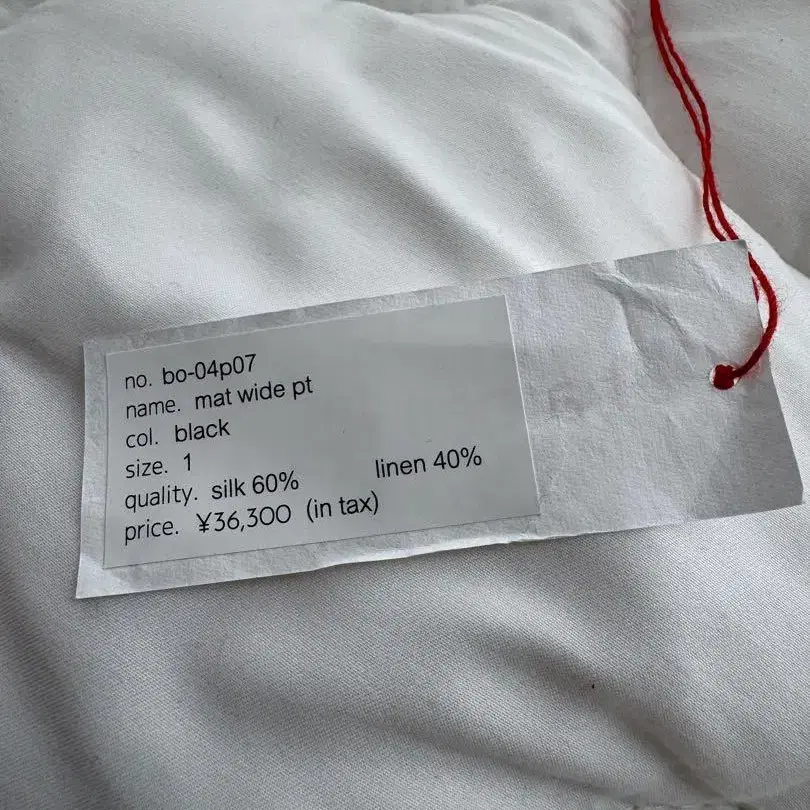 no. bo-04p07
name. mat wide pt
col. black
size. 1
quality. silk 60% linen 40%
price. ¥36,300 (in tax)